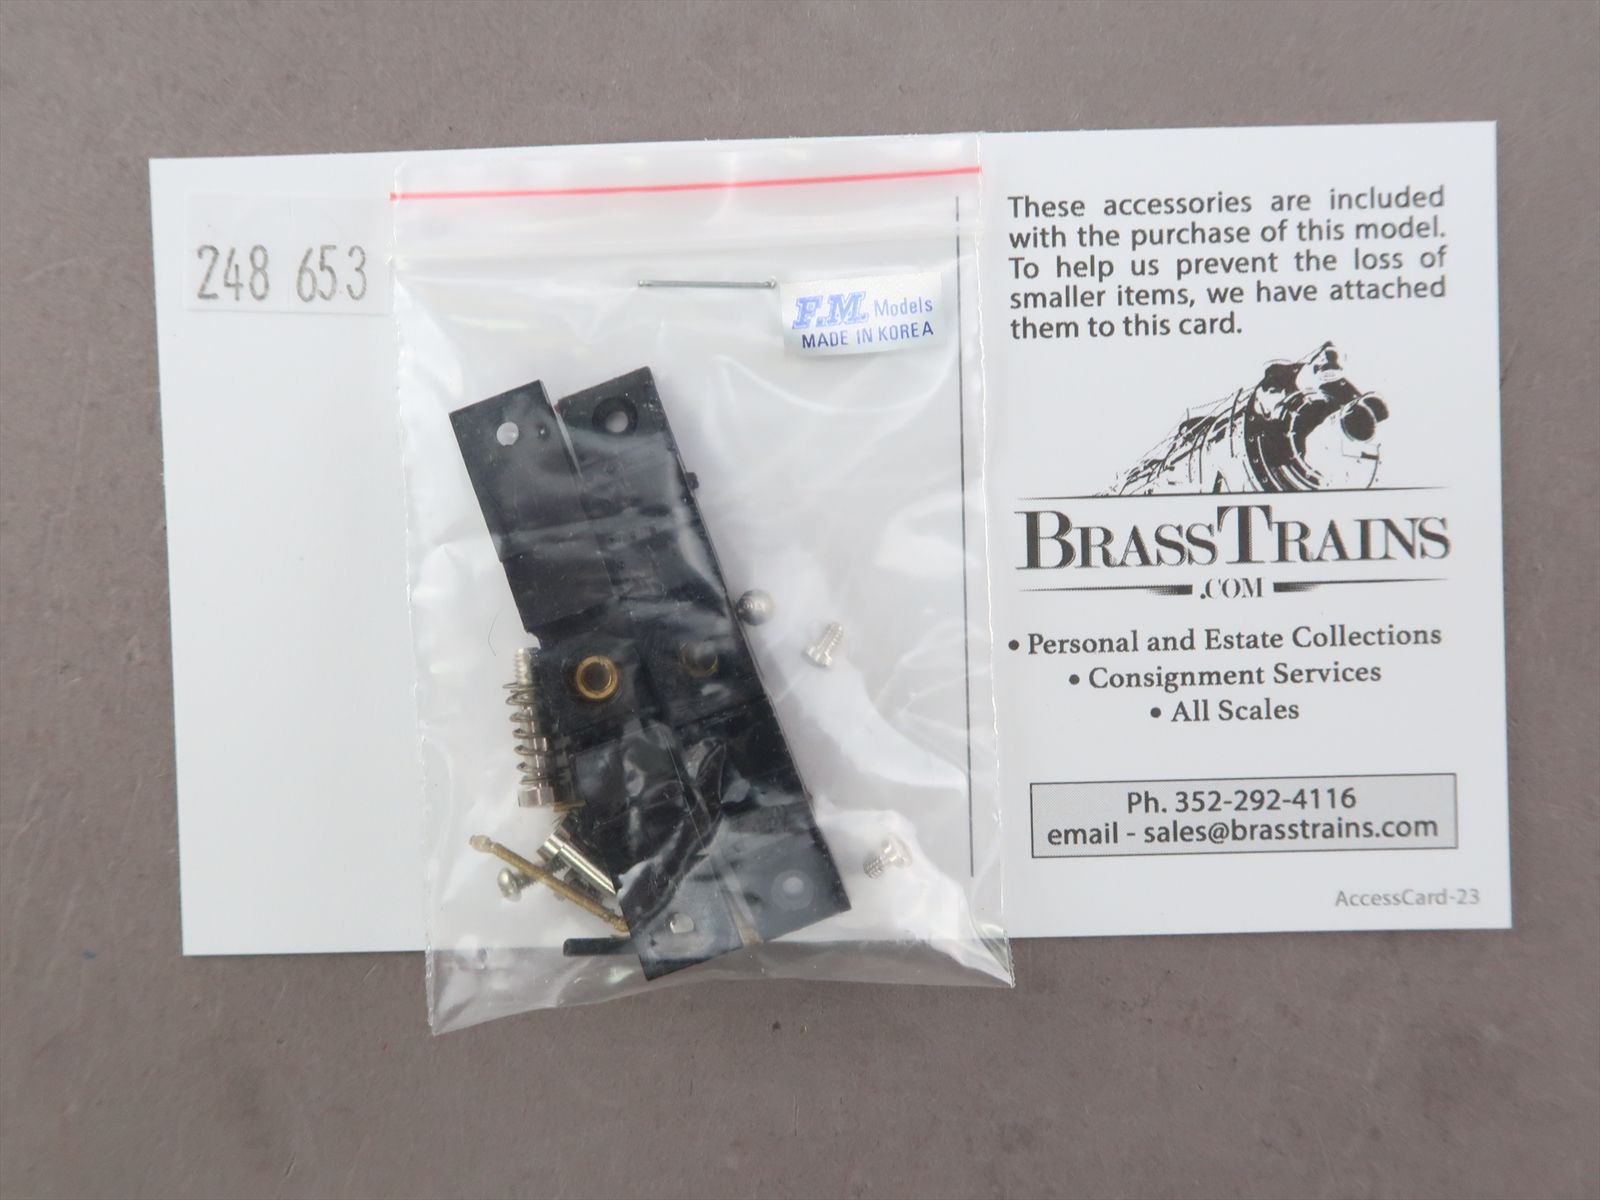 248 653
F.M. Models
MADE IN KOREA
These accessories are included
with the purchase of this model.
To help us prevent the loss of
smaller items, we have attached
them to this card.
BRASSTRAINS
.COM
• Personal and Estate Collections
• Consignment Services
• All Scales
Ph. 352-292-4116
email - sales@brasstrains.com
AccessCard-23